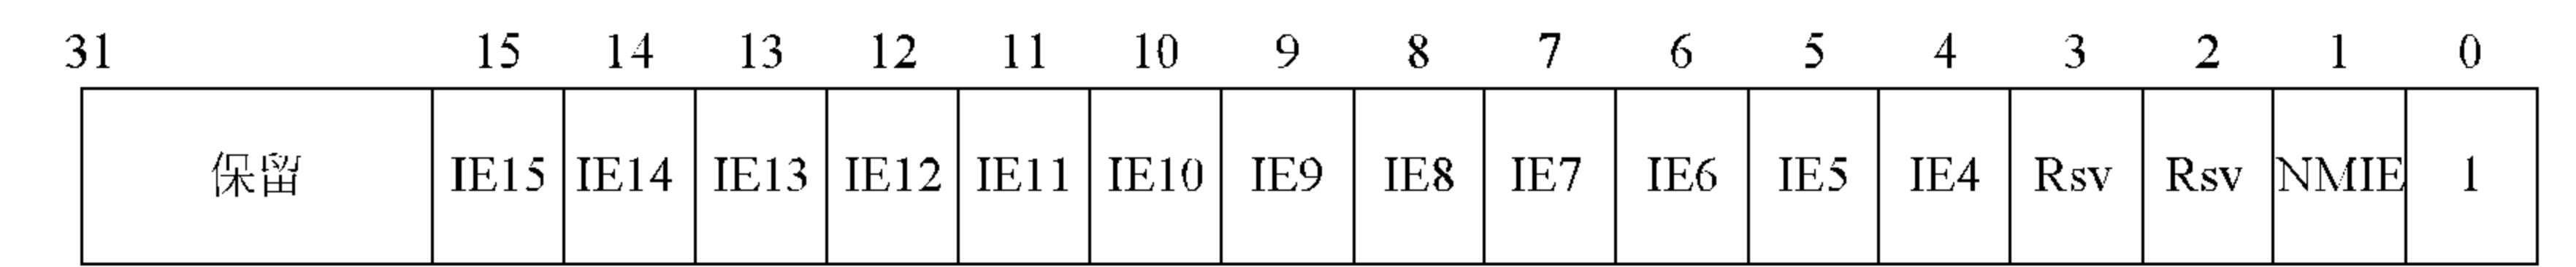 31 15 14 13 12 11 10 9 8 7 6 5 4 3 2 1 0
保留 IE15 IE14 IE13 IE12 IE11 IE10 IE9 IE8 IE7 IE6 IE5 IE4 Rsv Rsv NMIE 1